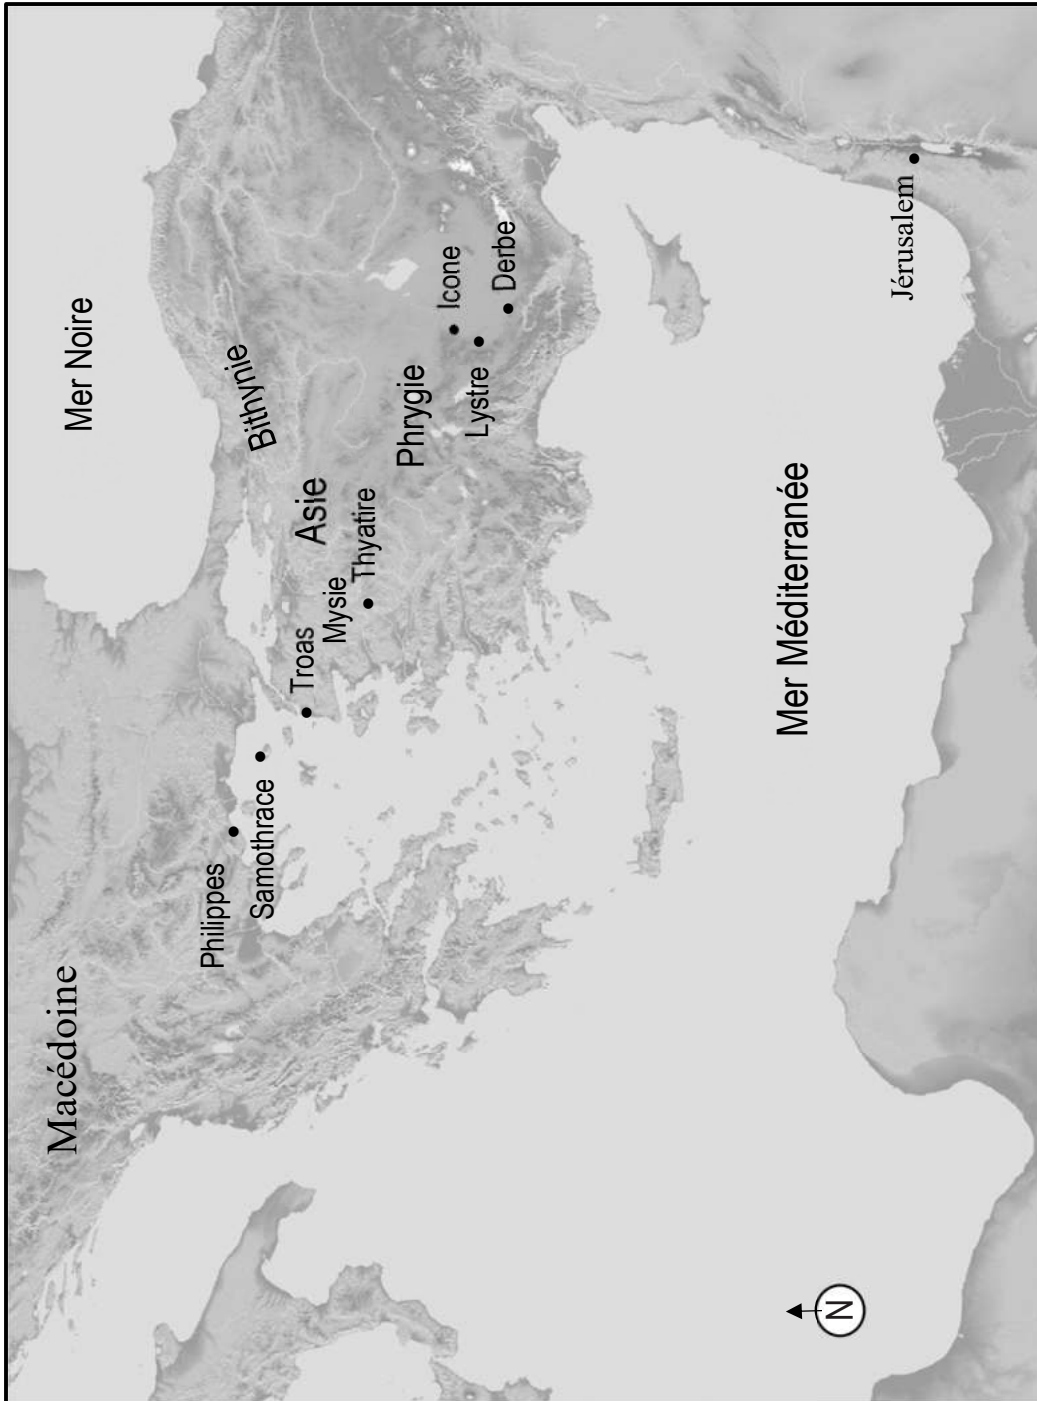 Macédoine
Mer Noire
Philippes
Bithynie
Samothrace
Troas
Asie
Mysie
Thyatire
Phrygie
Icone
Lystre
Derbe
Mer Méditerranée
Jérusalem
N